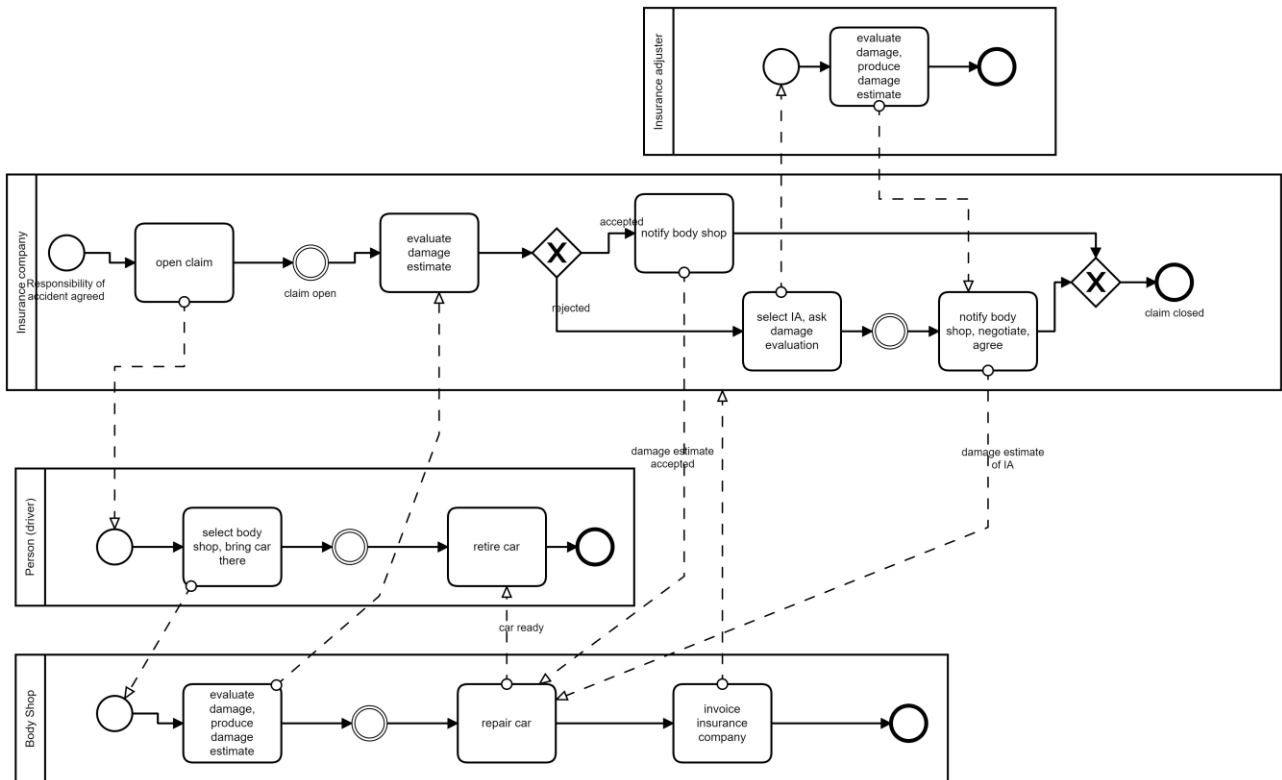 Insurance adjuster
evaluate
damage,
produce
damage
estimate
Insurance company
Responsibility of
accident agreed
open claim
claim open
evaluate
damage
estimate
accepted
rejected
notify body shop
select IA, ask
damage
evaluation
notify body
shop, negotiate,
agree
claim closed
damage estimate
accepted
damage estimate
of IA
Person (driver)
select body
shop, bring car
there
retire car
car ready
Body Shop
evaluate
damage,
produce
damage
estimate
repair car
invoice
insurance
company